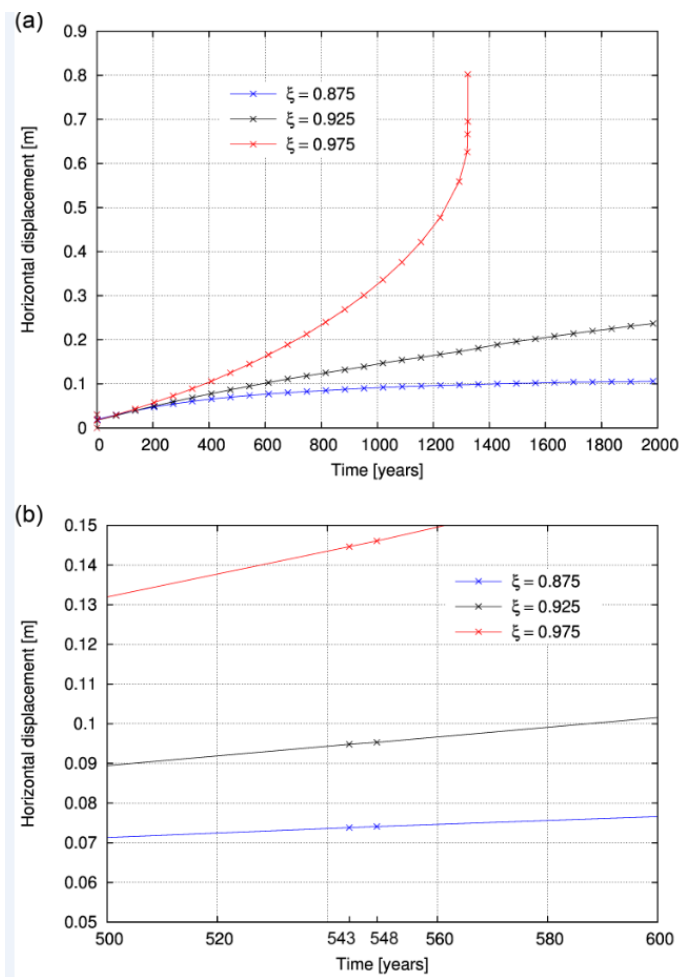 (a)
0.9
0.8
0.7
0.6
0.5
0.4
0.3
0.2
0.1
0
Horizontal displacement [m]
ξ = 0.875
ξ = 0.925
ξ = 0.975
0 200 400 600 800 1000 1200 1400 1600 1800 2000
Time [years]
(b)
0.15
0.14
0.13
0.12
0.11
0.1
0.09
0.08
0.07
0.06
0.05
Horizontal displacement [m]
ξ = 0.875
ξ = 0.925
ξ = 0.975
500 520 543 548 560 580 600
Time [years]